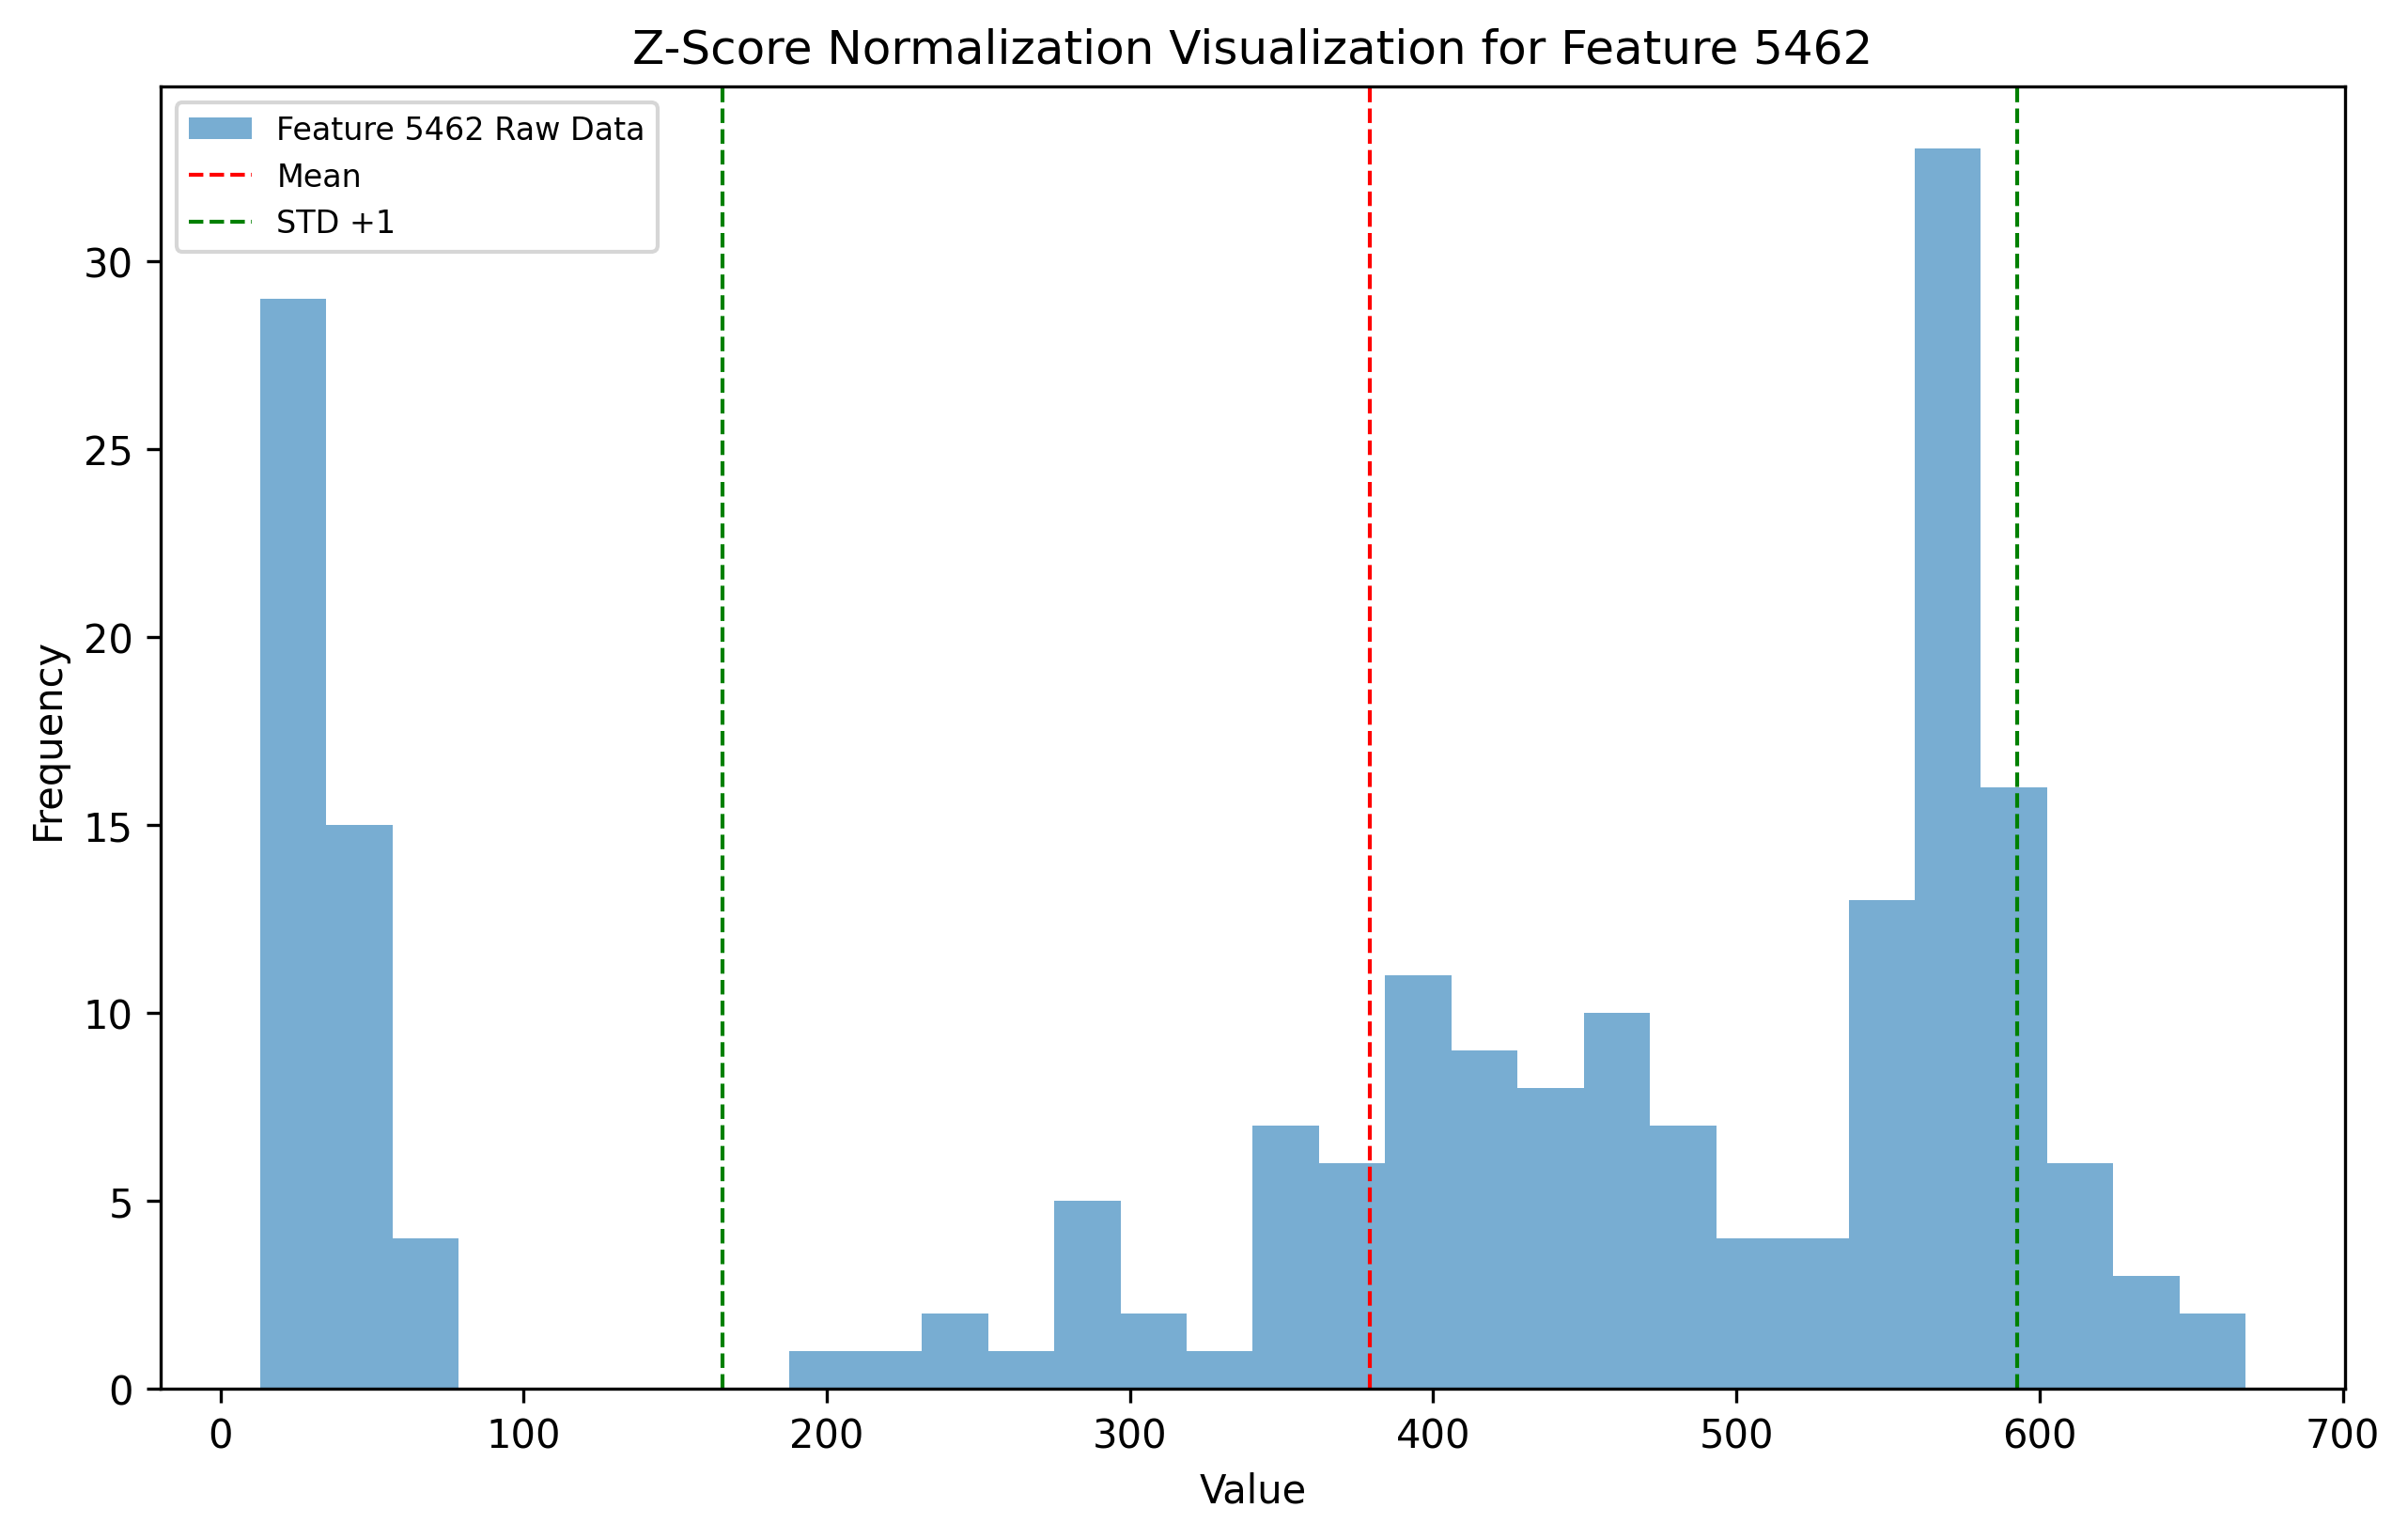 Z-Score Normalization Visualization for Feature 5462
Feature 5462 Raw Data
Mean
STD +1
30
25
20
15
10
5
0
Frequency
0 100 200 300 400 500 600 700
Value